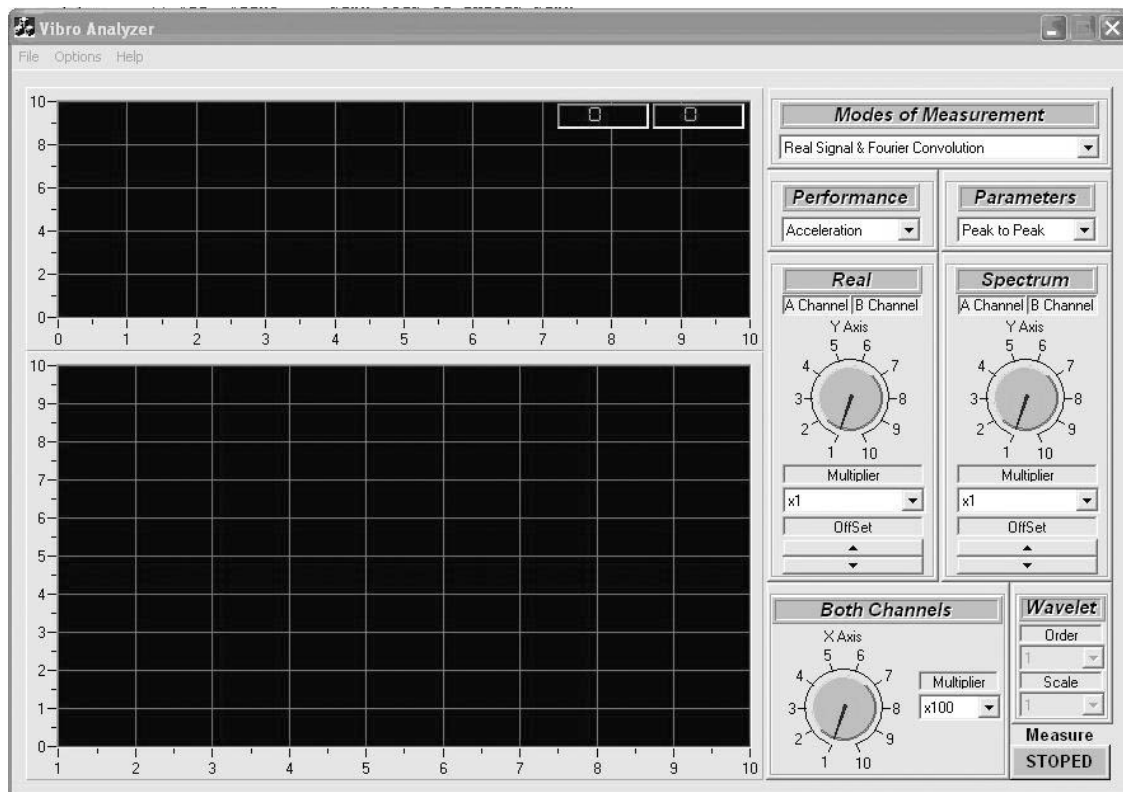 Vibro Analyzer
File Options Help
10
8
6
4
2
0
0 0
0 1 2 3 4 5 6 7 8 9 10
10
9
8
7
6
5
4
3
2
1
0
1 2 3 4 5 6 7 8 9 10
Modes of Measurement
Real Signal & Fourier Convolution
Performance
Acceleration
Parameters
Peak to Peak
Real
A Channel B Channel
Y Axis
5 6
4 7
3 8
2 9
1 10
Multiplier
x1
OffSet
Spectrum
A Channel B Channel
Y Axis
5 6
4 7
3 8
2 9
1 10
Multiplier
x1
OffSet
Both Channels
X Axis
5 6
4 7
3 8
2 9
1 10
Multiplier
x100
Wavelet
Order
1
Scale
1
Measure
STOPED